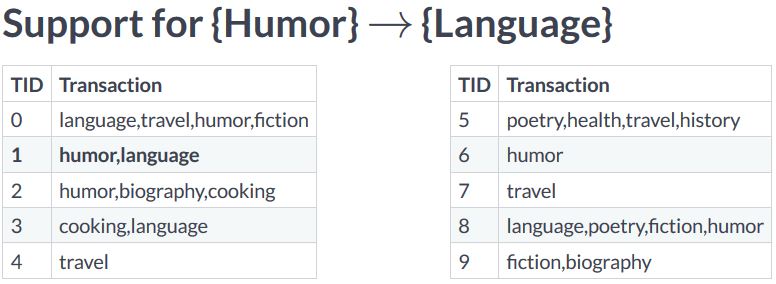 Support for {Humor} → {Language}
TID Transaction
0 language,travel,humor,fiction
1 humor,language
2 humor,biography,cooking
3 cooking,language
4 travel
TID Transaction
5 poetry,health,travel,history
6 humor
7 travel
8 language,poetry,fiction,humor
9 fiction,biography